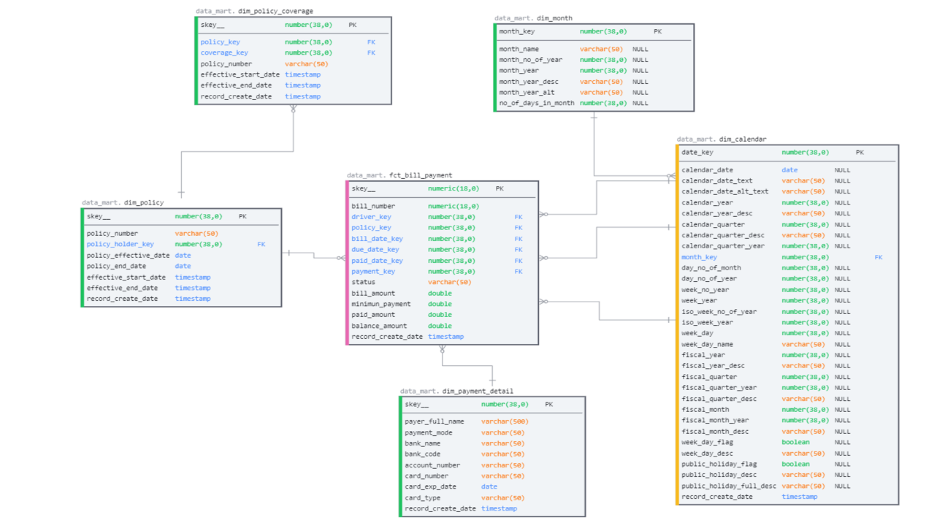 data_mart. dim_policy_coverage
skey__ number(38,0) PK
policy_key number(38,0) FK
coverage_key number(38,0) FK
policy_number varchar(50)
effective_start_date timestamp
effective_end_date timestamp
record_create_date timestamp
data_mart. dim_month
month_key number(38,0) PK
month_name varchar(50) NULL
month_no_of_year number(38,0) NULL
month_year number(38,0) NULL
month_year_desc varchar(50) NULL
month_year_alt varchar(50) NULL
no_of_days_in_month number(38,0) NULL
data_mart. dim_calendar
date_key number(38,0) PK
calendar_date date NULL
calendar_date_text varchar(50) NULL
calendar_date_alt_text varchar(50) NULL
calendar_year number(38,0) NULL
calendar_year_desc varchar(50) NULL
calendar_quarter number(38,0) NULL
calendar_quarter_desc varchar(50) NULL
calendar_quarter_year number(38,0) NULL
month_key number(38,0) FK
day_no_of_month number(38,0) NULL
day_no_of_year number(38,0) NULL
week_no_year number(38,0) NULL
week_year number(38,0) NULL
iso_week_no_of_year number(38,0) NULL
iso_week_year number(38,0) NULL
week_day number(38,0) NULL
week_day_name varchar(50) NULL
fiscal_year number(38,0) NULL
fiscal_year_desc varchar(50) NULL
fiscal_quarter number(38,0) NULL
fiscal_quarter_year number(38,0) NULL
fiscal_quarter_desc varchar(50) NULL
fiscal_month number(38,0) NULL
fiscal_month_year number(38,0) NULL
fiscal_month_desc varchar(50) NULL
week_day_flag boolean NULL
week_day_desc varchar(50) NULL
public_holiday_flag boolean NULL
public_holiday_desc varchar(50) NULL
public_holiday_full_desc varchar(50) NULL
record_create_date timestamp
data_mart. fct_bill_payment
skey__ numeric(18,0) PK
bill_number numeric(18,0)
driver_key number(38,0) FK
policy_key number(38,0) FK
bill_date_key number(38,0) FK
due_date_key number(38,0) FK
paid_date_key number(38,0) FK
payment_key number(38,0) FK
status varchar(50)
bill_amount double
minimun_payment double
paid_amount double
balance_amount double
record_create_date timestamp
data_mart. dim_policy
skey__ number(38,0) PK
policy_number varchar(50)
policy_holder_key number(38,0) FK
policy_effective_date date
policy_end_date date
effective_start_date timestamp
effective_end_date timestamp
record_create_date timestamp
data_mart. dim_payment_detail
skey__ number(38,0) PK
payer_full_name varchar(500)
payment_mode varchar(50)
bank_name varchar(50)
bank_code varchar(50)
account_number varchar(50)
card_number varchar(50)
card_exp_date date
card_type varchar(50)
record_create_date timestamp